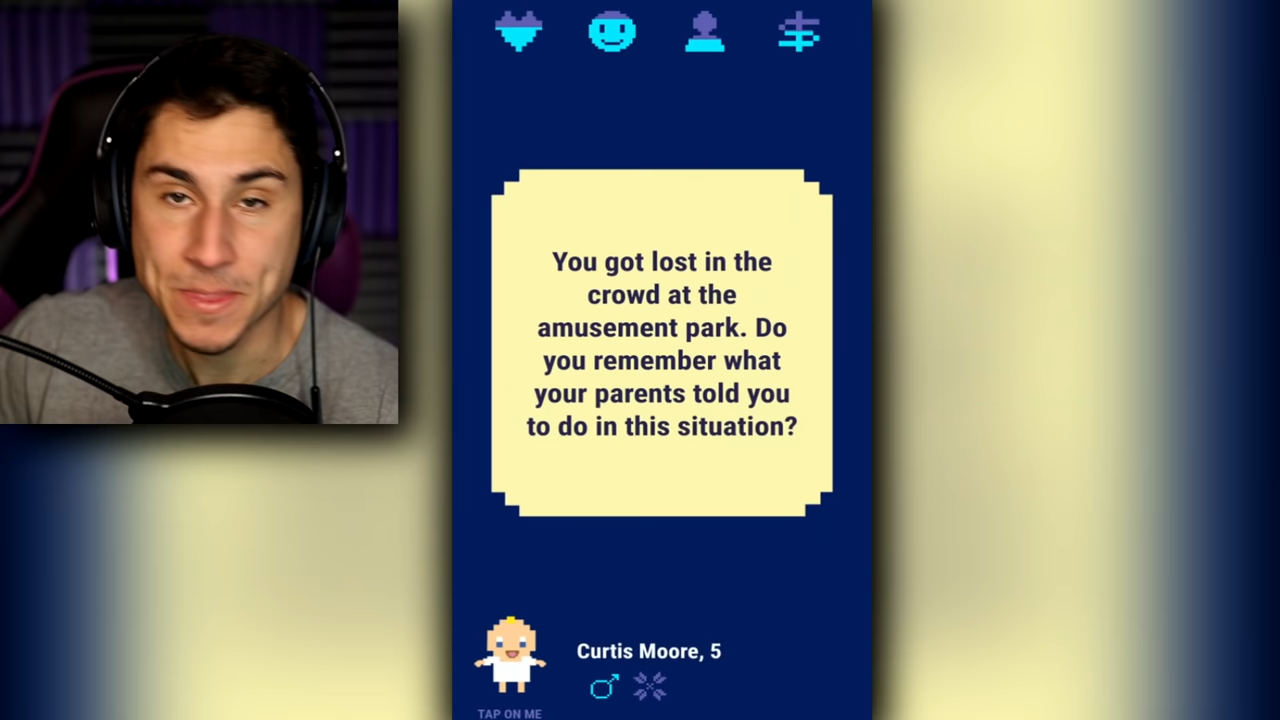 You got lost in the
crowd at the
amusement park. Do
you remember what
your parents told you
to do in this situation?
Curtis Moore, 5
TAP ON ME